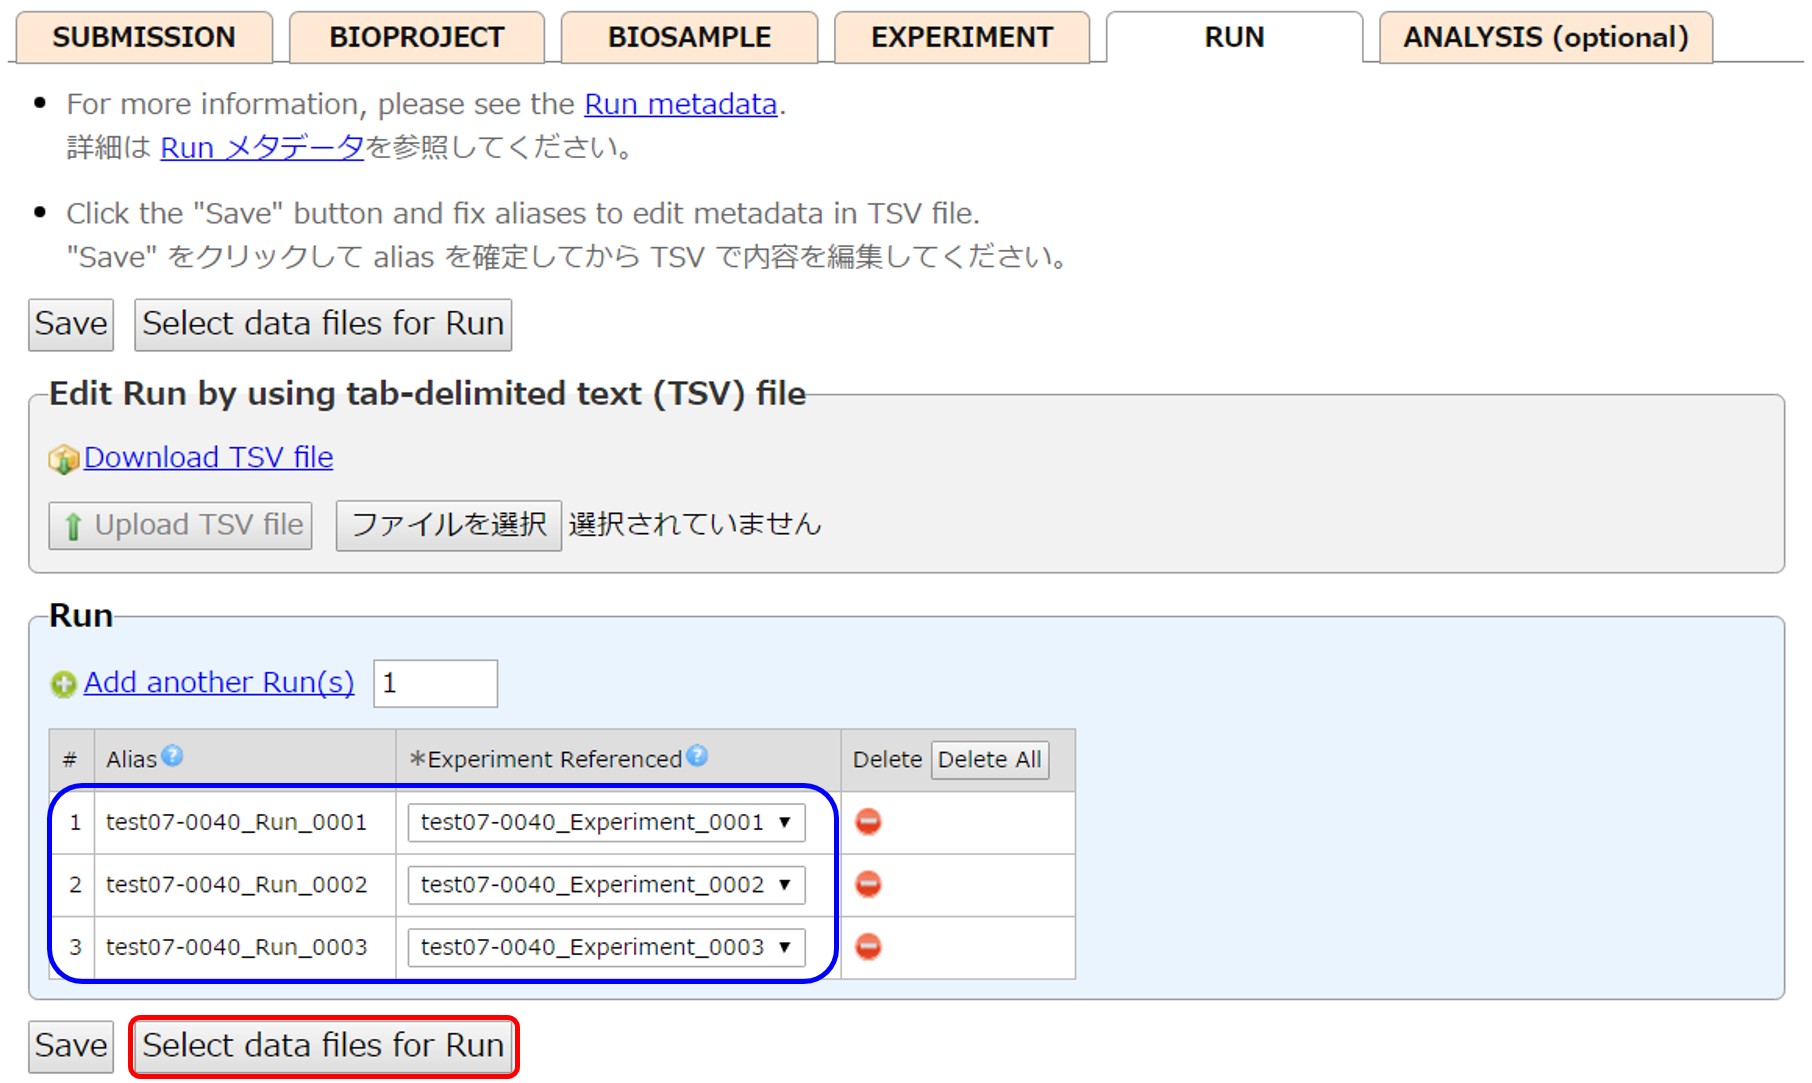 SUBMISSION BIOPROJECT BIOSAMPLE EXPERIMENT RUN ANALYSIS (optional)
For more information, please see the Run metadata.
詳細は Run メタデータを参照してください。
Click the "Save" button and fix aliases to edit metadata in TSV file.
"Save" をクリックして alias を確定してから TSV で内容を編集してください。
Save Select data files for Run
Edit Run by using tab-delimited text (TSV) file
Download TSV file
Upload TSV file ファイルを選択 選択されていません
Run
Add another Run(s) 1
# Alias ? *Experiment Referenced ? Delete Delete All
1 test07-0040_Run_0001 test07-0040_Experiment_0001
2 test07-0040_Run_0002 test07-0040_Experiment_0002
3 test07-0040_Run_0003 test07-0040_Experiment_0003
Save Select data files for Run